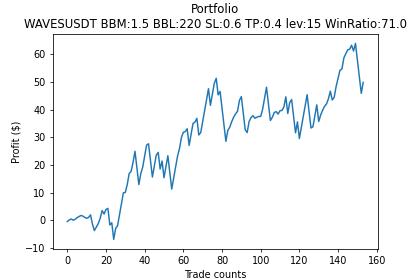 Portfolio
WAVESUSDT BBM:1.5 BBL:220 SL:0.6 TP:0.4 lev:15 WinRatio:71.0
60
50
40
30
20
10
0
−10
Profit ($)
0 20 40 60 80 100 120 140 160
Trade counts